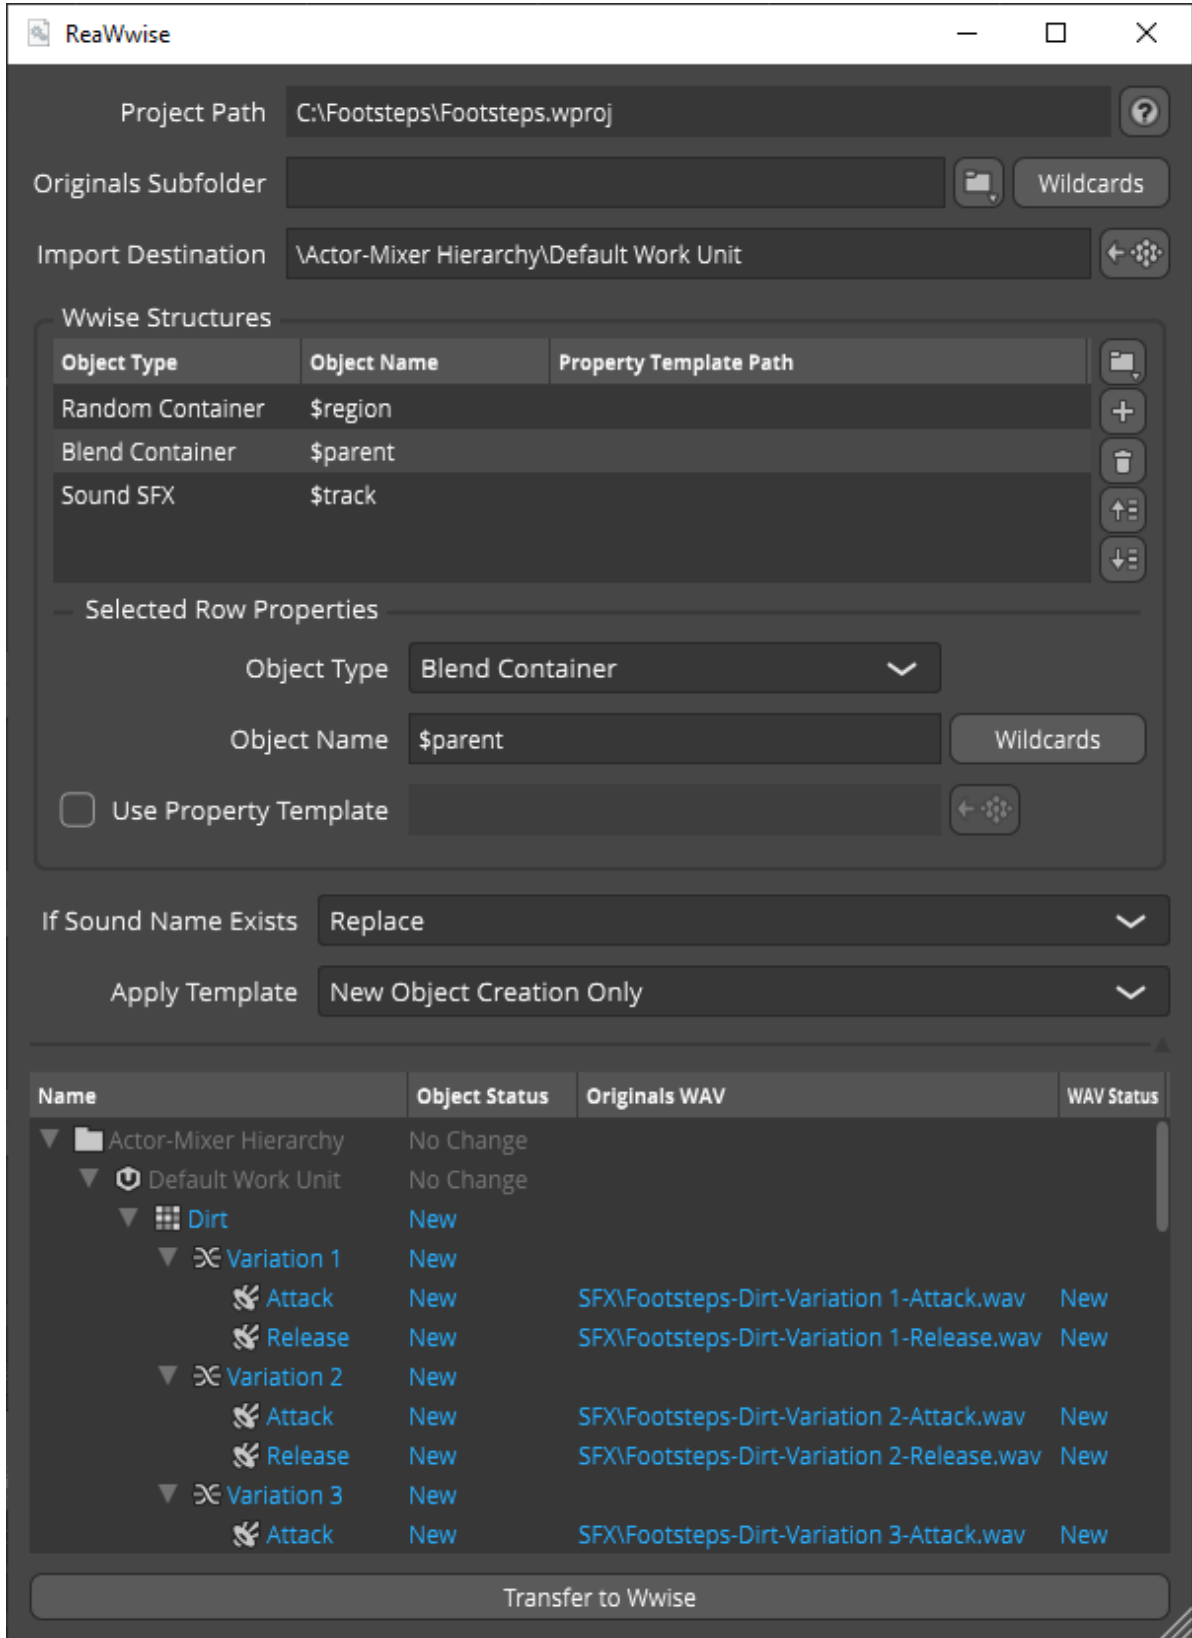 ReaWwise
Project Path C:\Footsteps\Footsteps.wproj
Originals Subfolder Wildcards
Import Destination \Actor-Mixer Hierarchy\Default Work Unit
Wwise Structures
Object Type Object Name Property Template Path
Random Container $region
Blend Container $parent
Sound SFX $track
Selected Row Properties
Object Type Blend Container
Object Name $parent Wildcards
Use Property Template
If Sound Name Exists Replace
Apply Template New Object Creation Only
Name Object Status Originals WAV WAV Status
Actor-Mixer Hierarchy No Change
Default Work Unit No Change
Dirt New
Variation 1 New
Attack New SFX\Footsteps-Dirt-Variation 1-Attack.wav New
Release New SFX\Footsteps-Dirt-Variation 1-Release.wav New
Variation 2 New
Attack New SFX\Footsteps-Dirt-Variation 2-Attack.wav New
Release New SFX\Footsteps-Dirt-Variation 2-Release.wav New
Variation 3 New
Attack New SFX\Footsteps-Dirt-Variation 3-Attack.wav New
Transfer to Wwise